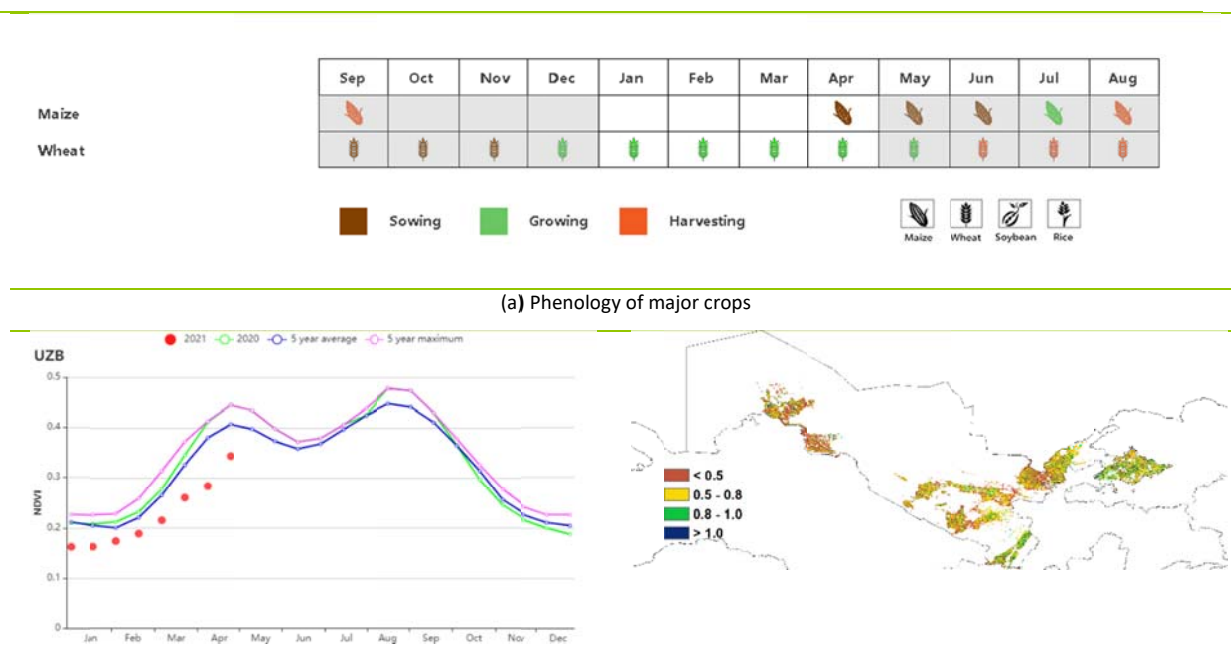 Sep Oct Nov Dec Jan Feb Mar Apr May Jun Jul Aug
Maize
Wheat
Sowing Growing Harvesting
Maize Wheat Soybean Rice
(a) Phenology of major crops
2021 2020 5 year average 5 year maximum
UZB
0.5
0.4
0.3
0.2
0.1
0
NDVI
Jan Feb Mar Apr May Jun Jul Aug Sep Oct Nov Dec
< 0.5
0.5 - 0.8
0.8 - 1.0
> 1.0